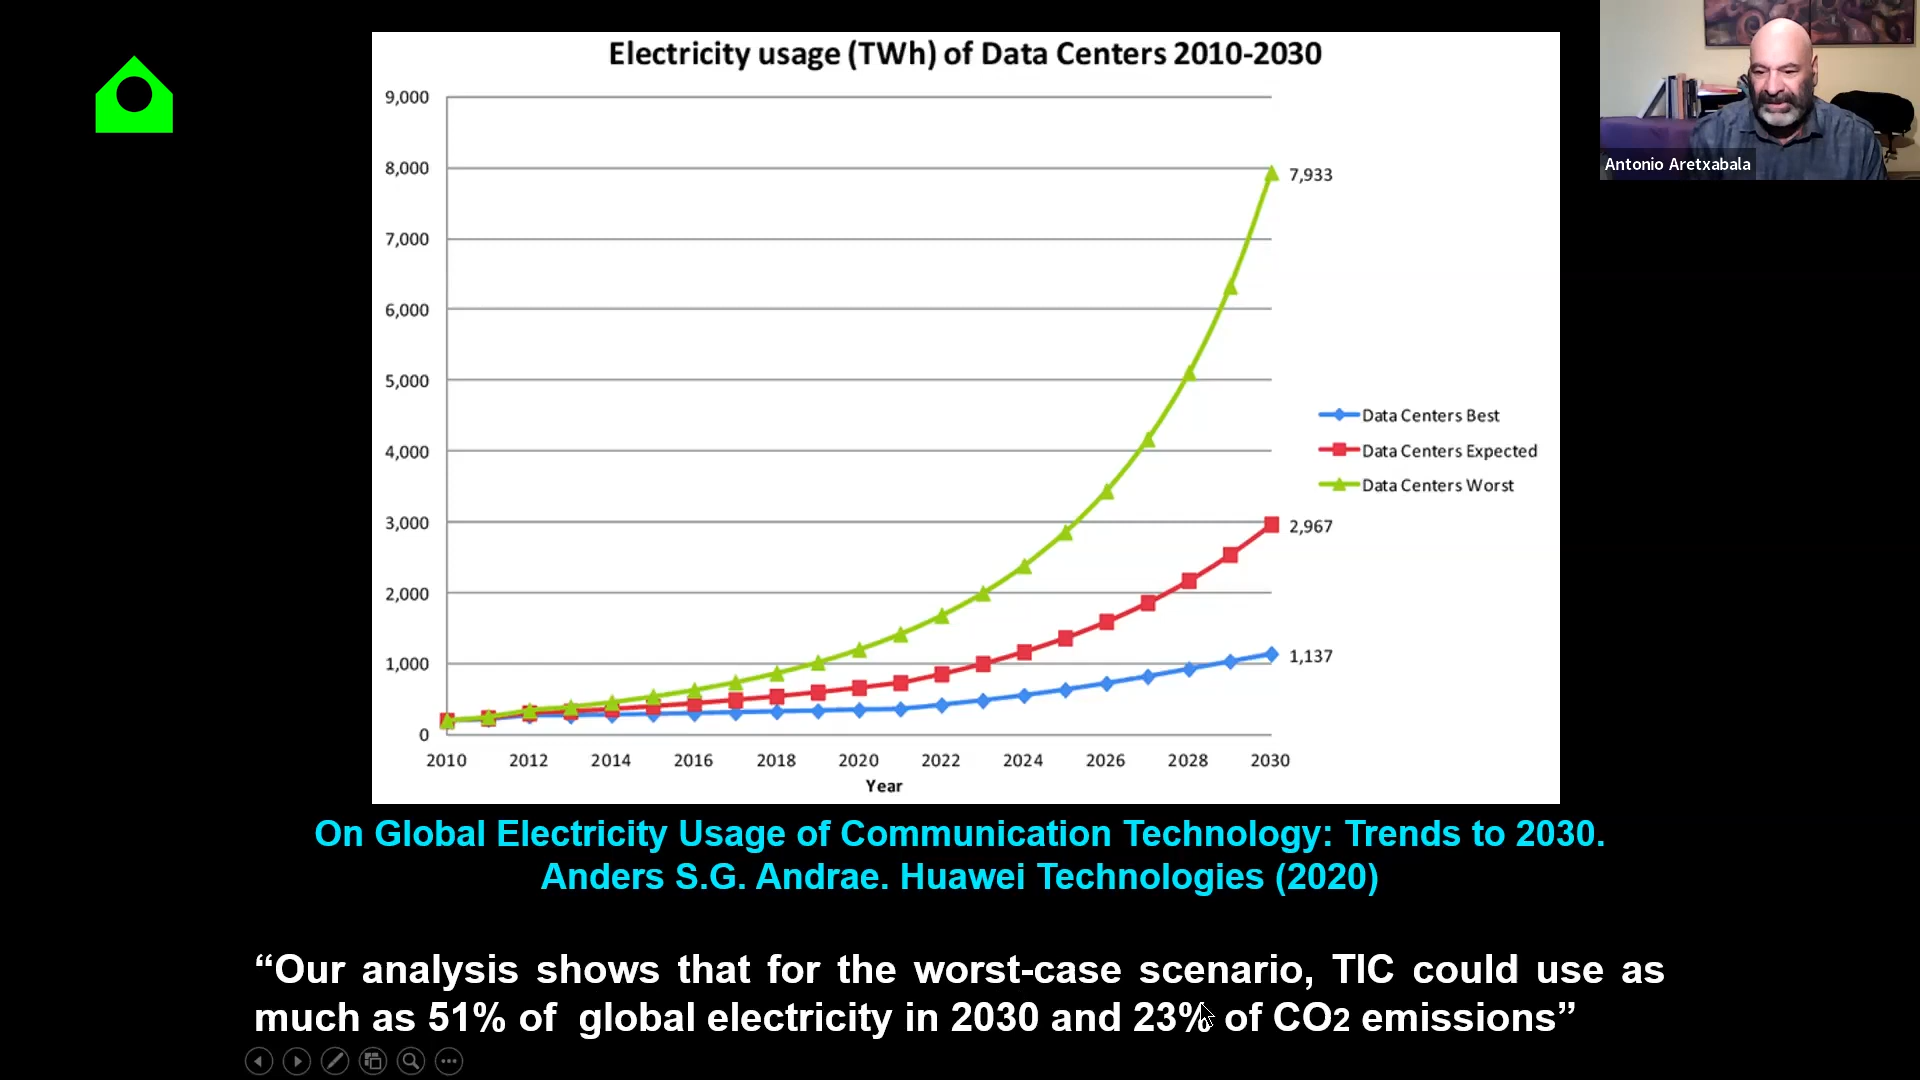 Electricity usage (TWh) of Data Centers 2010-2030
9,000
8,000
7,000
6,000
5,000
4,000
3,000
2,000
1,000
0
2010 2012 2014 2016 2018 2020 2022 2024 2026 2028 2030
Year
7,933
2,967
1,137
Data Centers Best
Data Centers Expected
Data Centers Worst
Antonio Aretxabala
On Global Electricity Usage of Communication Technology: Trends to 2030.
Anders S.G. Andrae. Huawei Technologies (2020)
“Our analysis shows that for the worst-case scenario, TIC could use as
much as 51% of global electricity in 2030 and 23% of CO2 emissions”